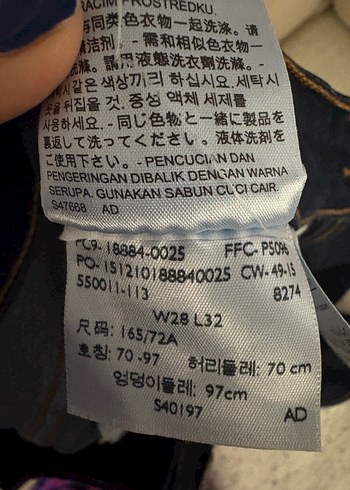 RACIM PROSTŘEDKU.
与同类色衣物一起洗涤。请
清洁剂 - 需和相似色衣物一
洗滌。請用液態洗衣劑洗滌。-
같은 색상끼리 하십시요. 세탁시
옷을 뒤집을 것. 중성 액체 세제를
사용하세요. - 同じ色物と一緒に製品を
裏返して洗ってください。液体洗剤を
ご使用下さい。- PENCUCIAN DAN
PENGERINGAN DIBALIK DENGAN WARNA
SERUPA. GUNAKAN SABUN CUCI CAIR.
S47668 AD
PC9-18884-0025 FFC-P50%
PO-151210188840025 CW-49-15
550011-113 8274
W28 L32
尺码: 165/72A
호칭: 70 -97 허리둘레: 70 cm
엉덩이둘레: 97cm
S40197 AD